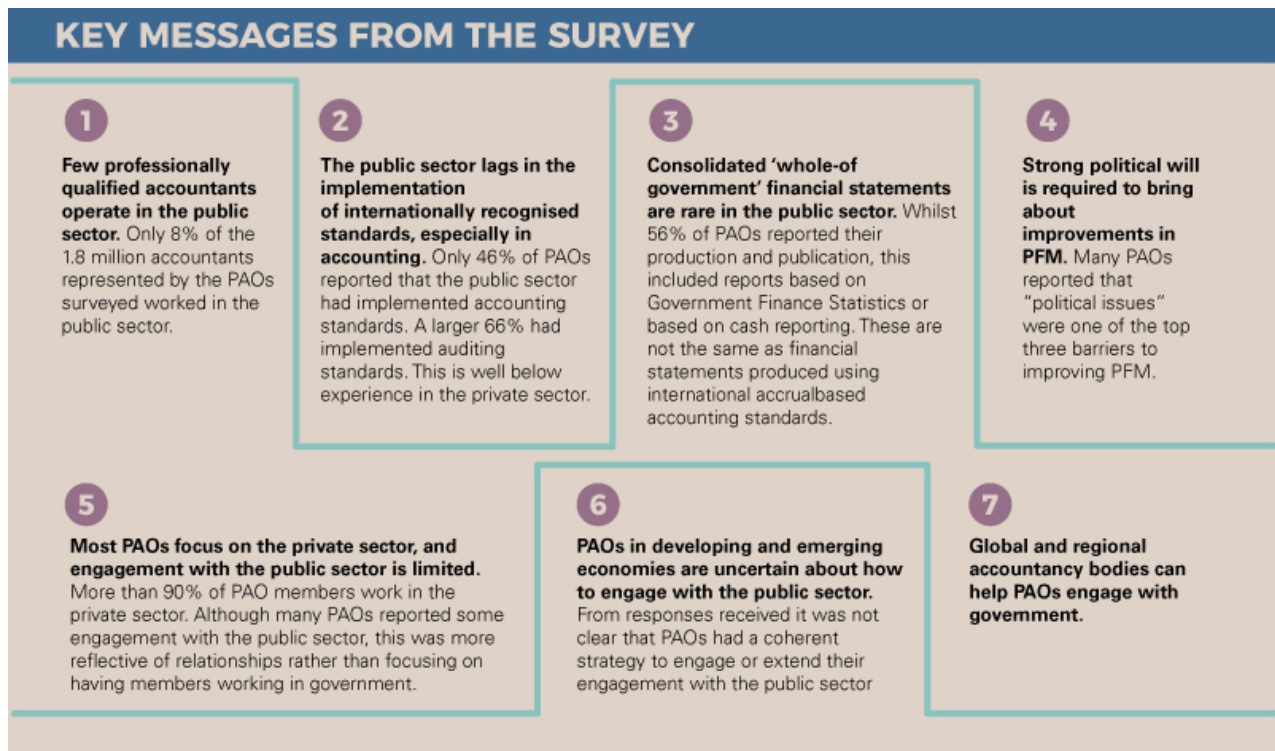 KEY MESSAGES FROM THE SURVEY
1
Few professionally
qualified accountants
operate in the public
sector. Only 8% of the
1.8 million accountants
represented by the PAOs
surveyed worked in the
public sector.
2
The public sector lags in the
implementation
of internationally recognised
standards, especially in
accounting. Only 46% of PAOs
reported that the public sector
had implemented accounting
standards. A larger 66% had
implemented auditing
standards. This is well below
experience in the private sector.
3
Consolidated ‘whole-of
government’ financial statements
are rare in the public sector. Whilst
56% of PAOs reported their
production and publication, this
included reports based on
Government Finance Statistics or
based on cash reporting. These are
not the same as financial
statements produced using
international accrualbased
accounting standards.
4
Strong political will
is required to bring
about
improvements in
PFM. Many PAOs
reported that
“political issues”
were one of the top
three barriers to
improving PFM.
5
Most PAOs focus on the private sector, and
engagement with the public sector is limited.
More than 90% of PAO members work in the
private sector. Although many PAOs reported some
engagement with the public sector, this was more
reflective of relationships rather than focusing on
having members working in government.
6
PAOs in developing and emerging
economies are uncertain about how
to engage with the public sector.
From responses received it was not
clear that PAOs had a coherent
strategy to engage or extend their
engagement with the public sector
7
Global and regional
accountancy bodies can
help PAOs engage with
government.